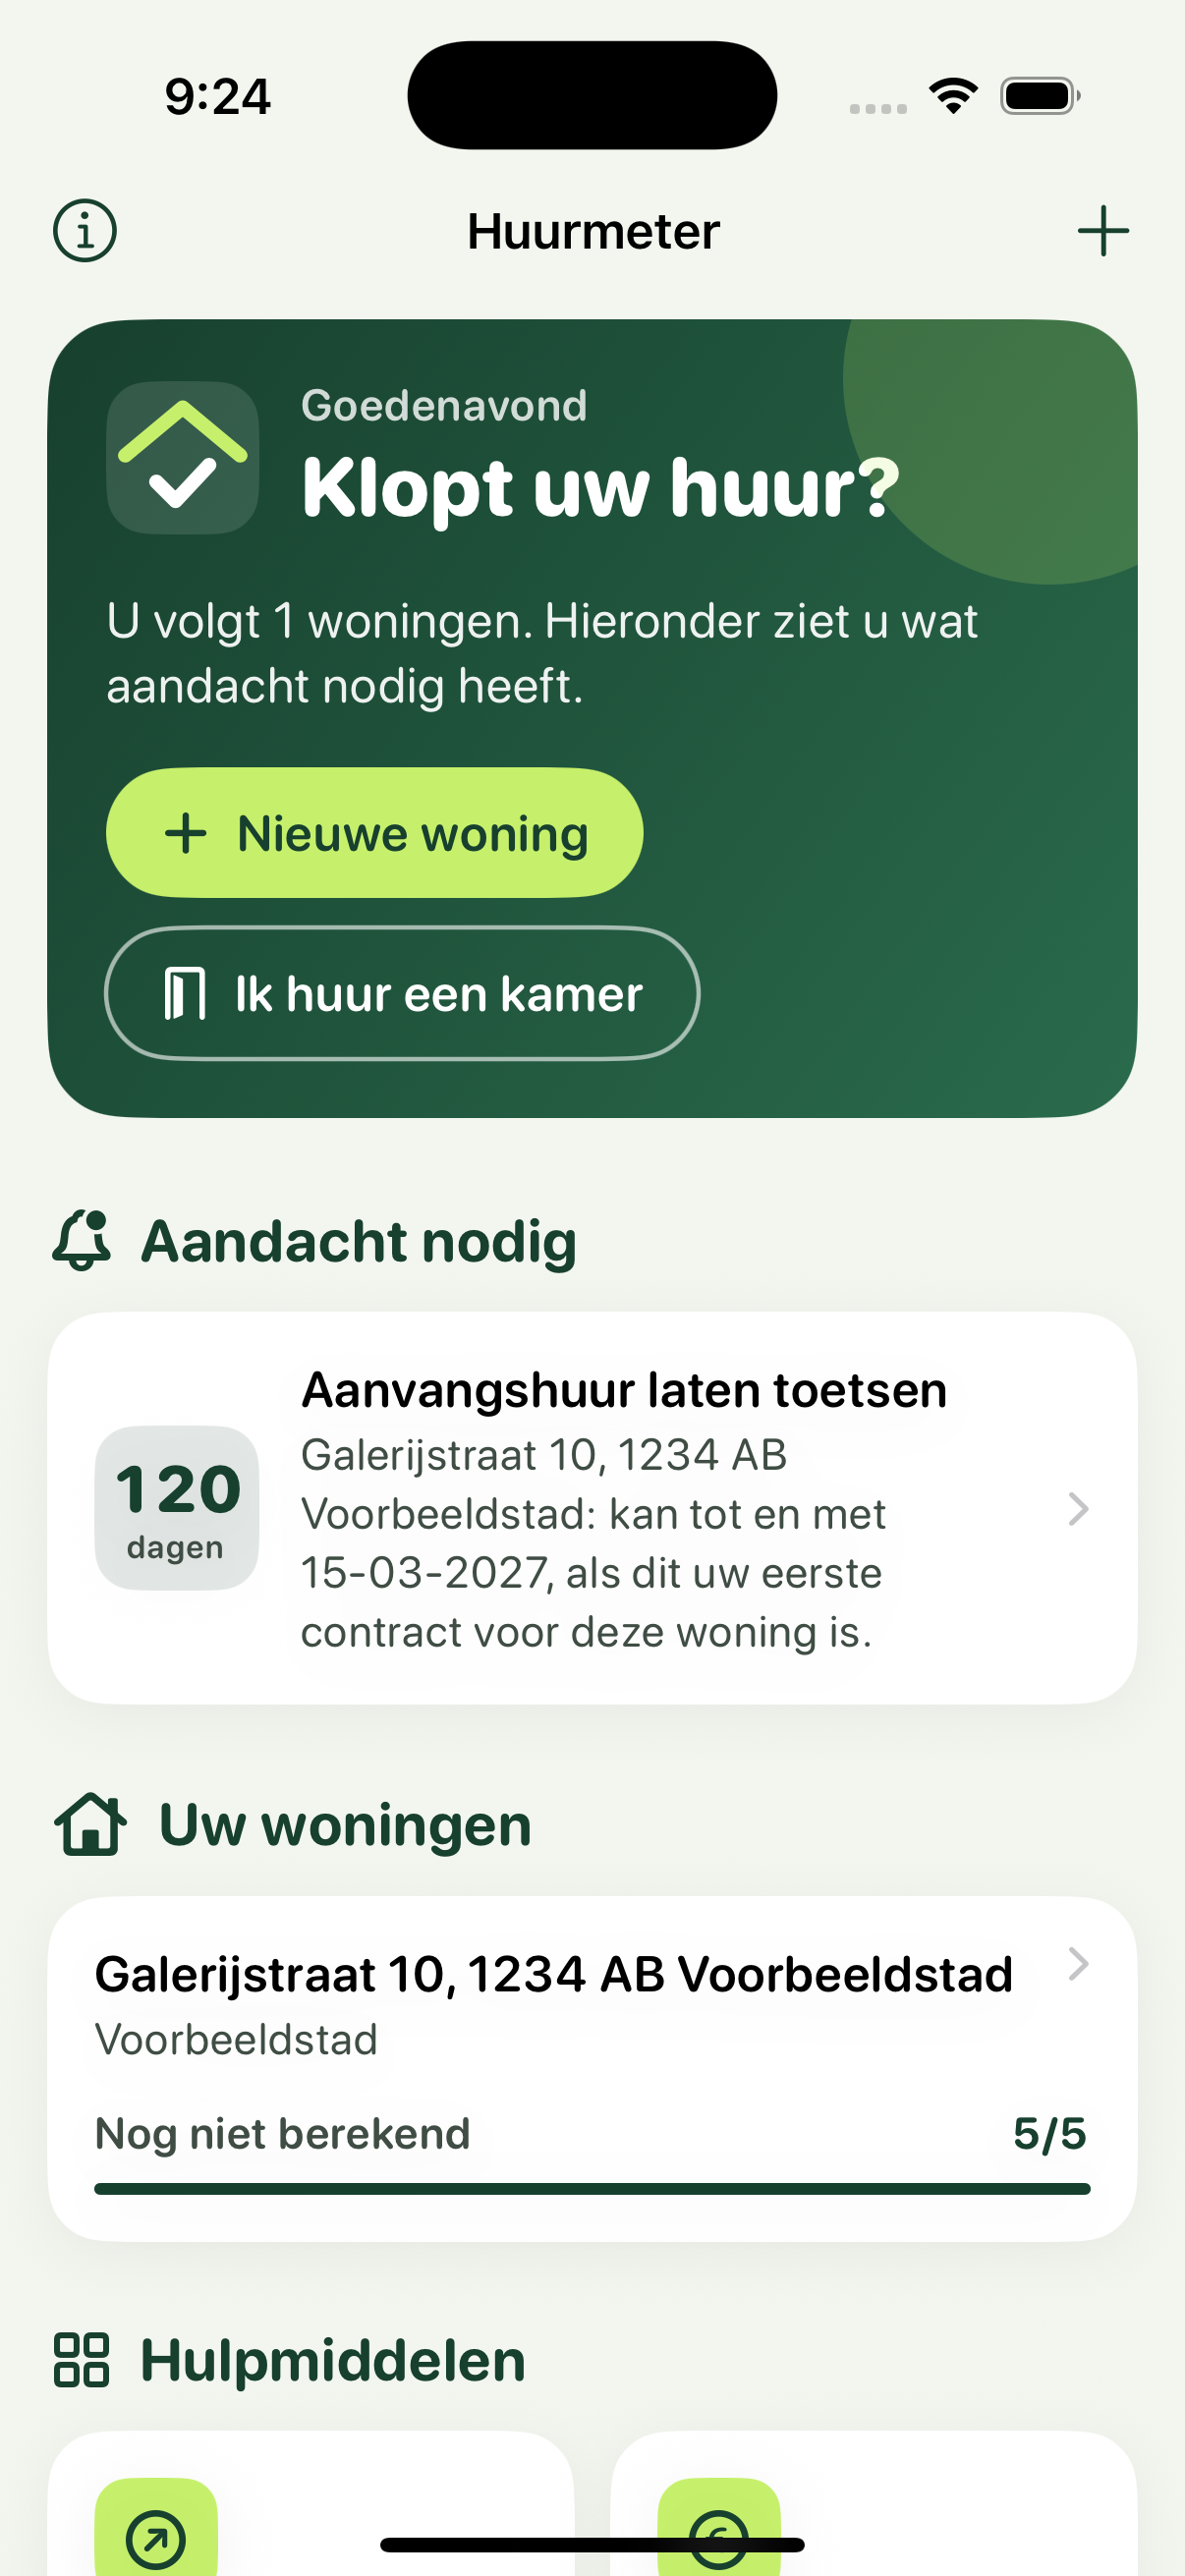 9:24
Huurmeter
Goedenavond
Klopt uw huur?
U volgt 1 woningen. Hieronder ziet u wat
aandacht nodig heeft.
Nieuwe woning
Ik huur een kamer
Aandacht nodig
Aanvangshuur laten toetsen
120
dagen
Galerijstraat 10, 1234 AB
Voorbeeldstad: kan tot en met
15-03-2027, als dit uw eerste
contract voor deze woning is.
Uw woningen
Galerijstraat 10, 1234 AB Voorbeeldstad
Voorbeeldstad
Nog niet berekend
5/5
Hulpmiddelen